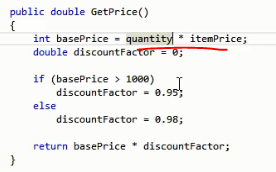 public double GetPrice()
{
int basePrice = quantity * itemPrice;
double discountFactor = 0;
if (basePrice > 1000)
discountFactor = 0.95;
else
discountFactor = 0.98;
return basePrice * discountFactor;
}